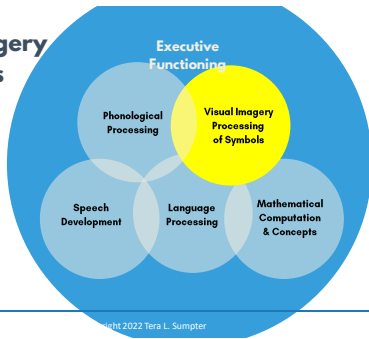 gery
s
Executive
Functioning
Phonological
Processing
Visual Imagery
Processing
of Symbols
Speech
Development
Language
Processing
Mathematical
Computation
& Concepts
right 2022 Tera L. Sumpter